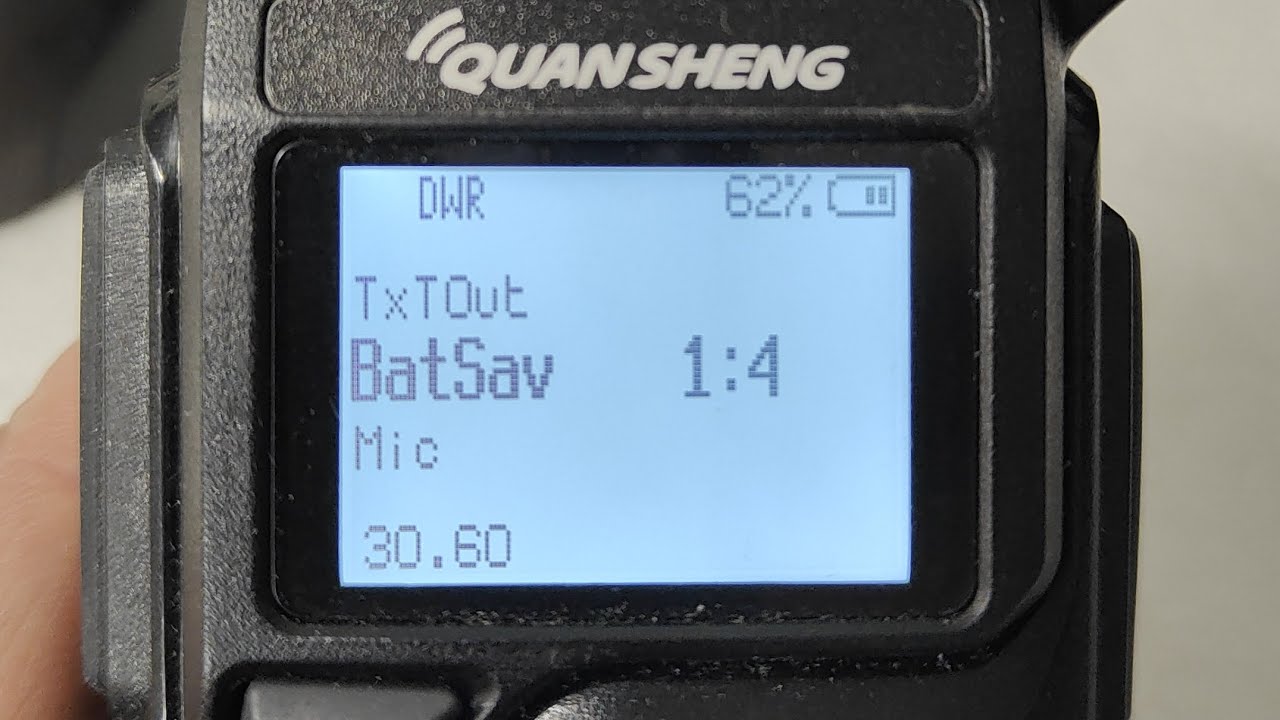 QUANSHENG
DWR 62%
TxTOut
BatSav 1:4
Mic
30.60